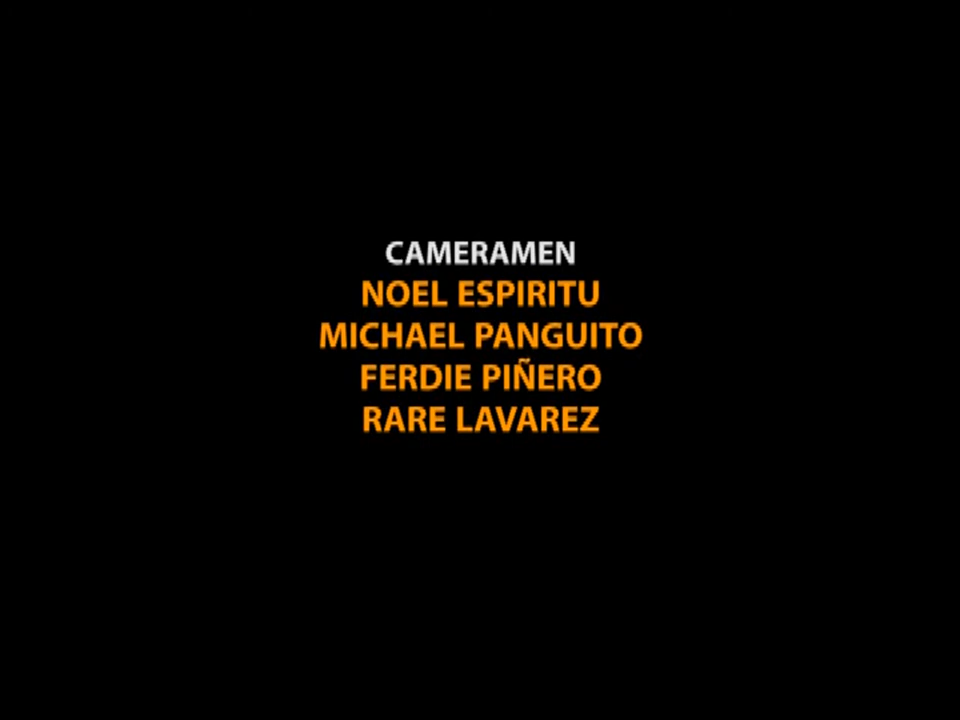 CAMERAMEN
NOEL ESPIRITU
MICHAEL PANGUITO
FERDIE PIÑERO
RARE LAVAREZ